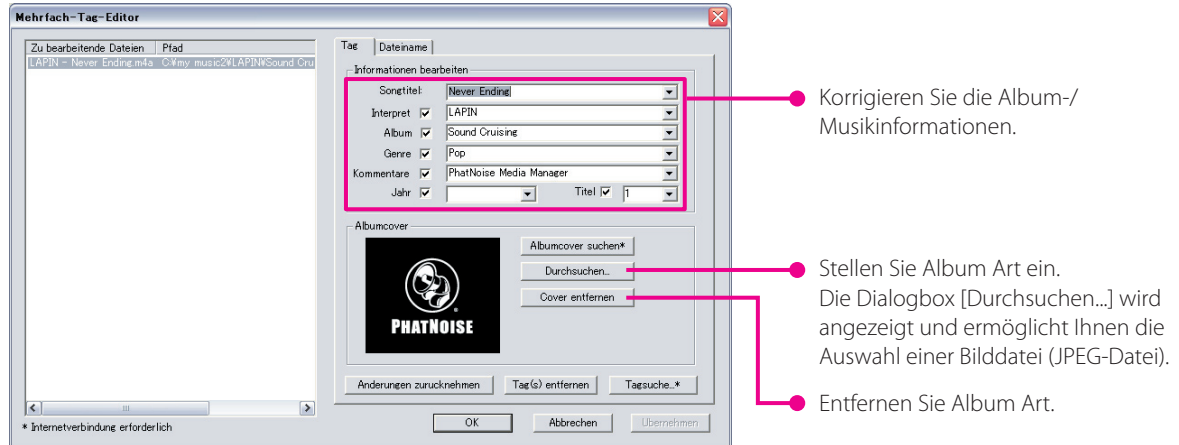 Mehrfach-Tag-Editor
Zu bearbeitende Dateien Pfad
LAPIN - Never Ending.m4a C:¥my music2¥LAPIN¥Sound Cru
Tag Dateiname
Informationen bearbeiten
Songtitel: Never Ending
Interpret LAPIN
Album Sound Cruising
Genre Pop
Kommentare PhatNoise Media Manager
Jahr Titel 1
Albumcover
PHATNOISE
Albumcover suchen*
Durchsuchen...
Cover entfernen
Anderungen zurucknehmen Tag(s) entfernen Tagsuche...*
* Internetverbindung erforderlich
OK Abbrechen Ubernehmen
Korrigieren Sie die Album-/
Musikinformationen.
Stellen Sie Album Art ein.
Die Dialogbox [Durchsuchen...] wird
angezeigt und ermöglicht Ihnen die
Auswahl einer Bilddatei (JPEG-Datei).
Entfernen Sie Album Art.